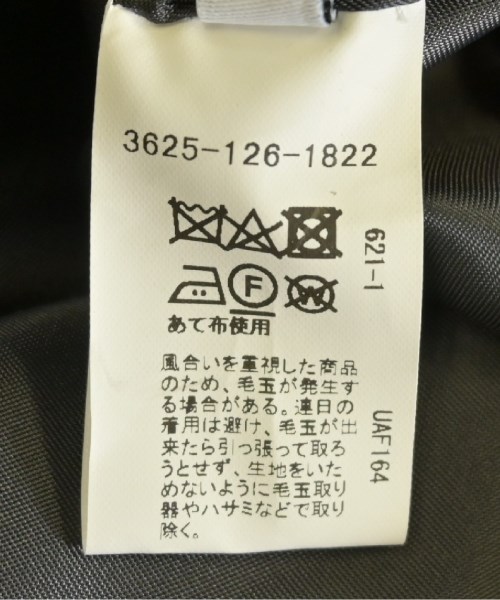 3625-126-1822
F
W
あて布使用
風合いを重視した商品
のため、毛玉が発生す
る場合がある。連日の
着用は避け、毛玉が出
来たら引っ張って取ろ
うとせず、生地をいた
めないように毛玉取り
器やハサミなどで取り
除く。
621-1
UAF164